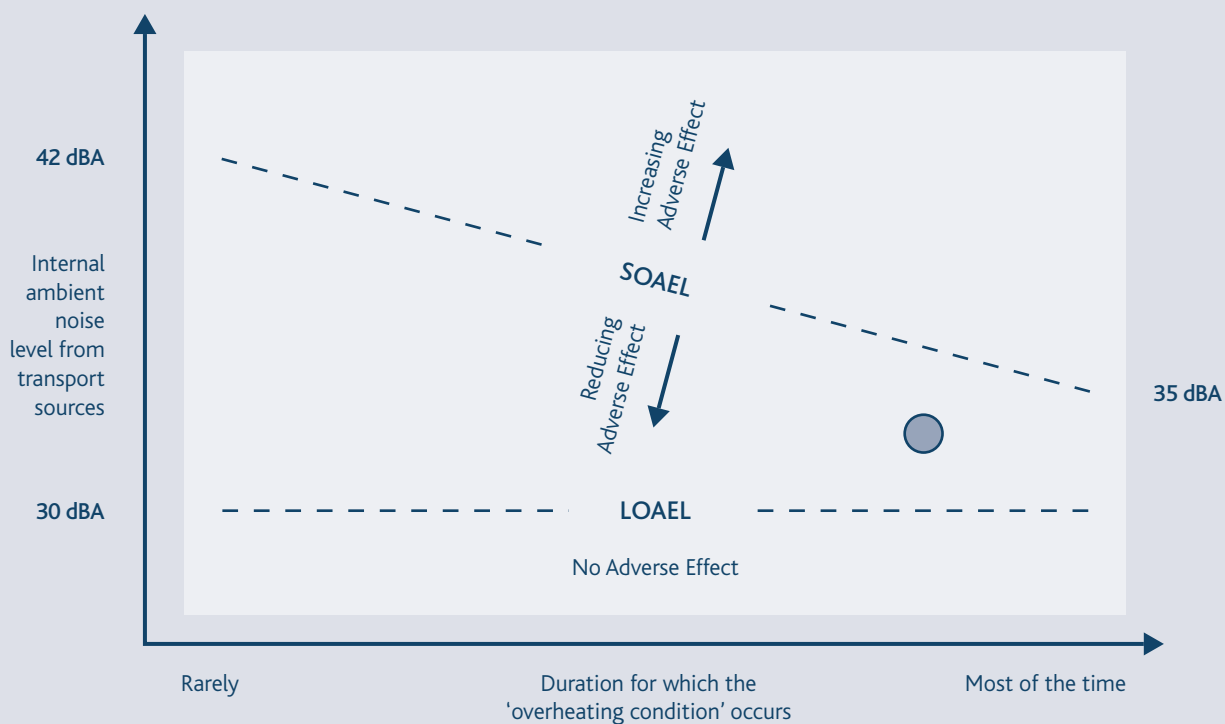 42 dBA
Internal
ambient
noise
level from
transport
sources
30 dBA
Increasing
Adverse Effect
SOAEL
Reducing
Adverse Effect
35 dBA
LOAEL
No Adverse Effect
Rarely
Duration for which the
‘overheating condition’ occurs
Most of the time